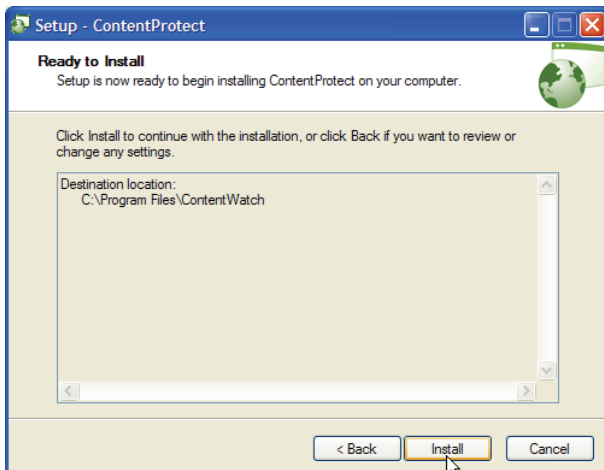 Setup - ContentProtect
Ready to Install
Setup is now ready to begin installing ContentProtect on your computer.
Click Install to continue with the installation, or click Back if you want to review or
change any settings.
Destination location:
C:\Program Files\ContentWatch
< Back
Install
Cancel